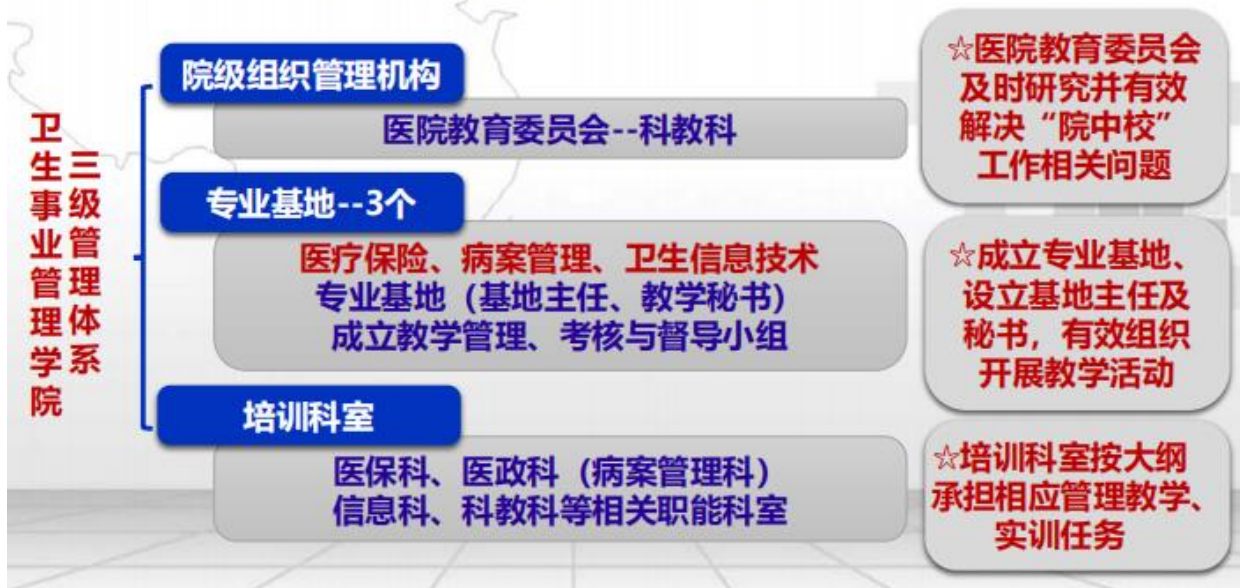 卫生事业管理学院
三级管理体系
院级组织管理机构
医院教育委员会--科教科
专业基地--3个
医疗保险、病案管理、卫生信息技术
专业基地（基地主任、教学秘书）
成立教学管理、考核与督导小组
培训科室
医保科、医政科（病案管理科）
信息科、科教科等相关职能科室
☆医院教育委员会
及时研究并有效
解决“院中校”
工作相关问题
☆成立专业基地、
设立基地主任及
秘书，有效组织
开展教学活动
☆培训科室按大纲
承担相应管理教学、
实训任务